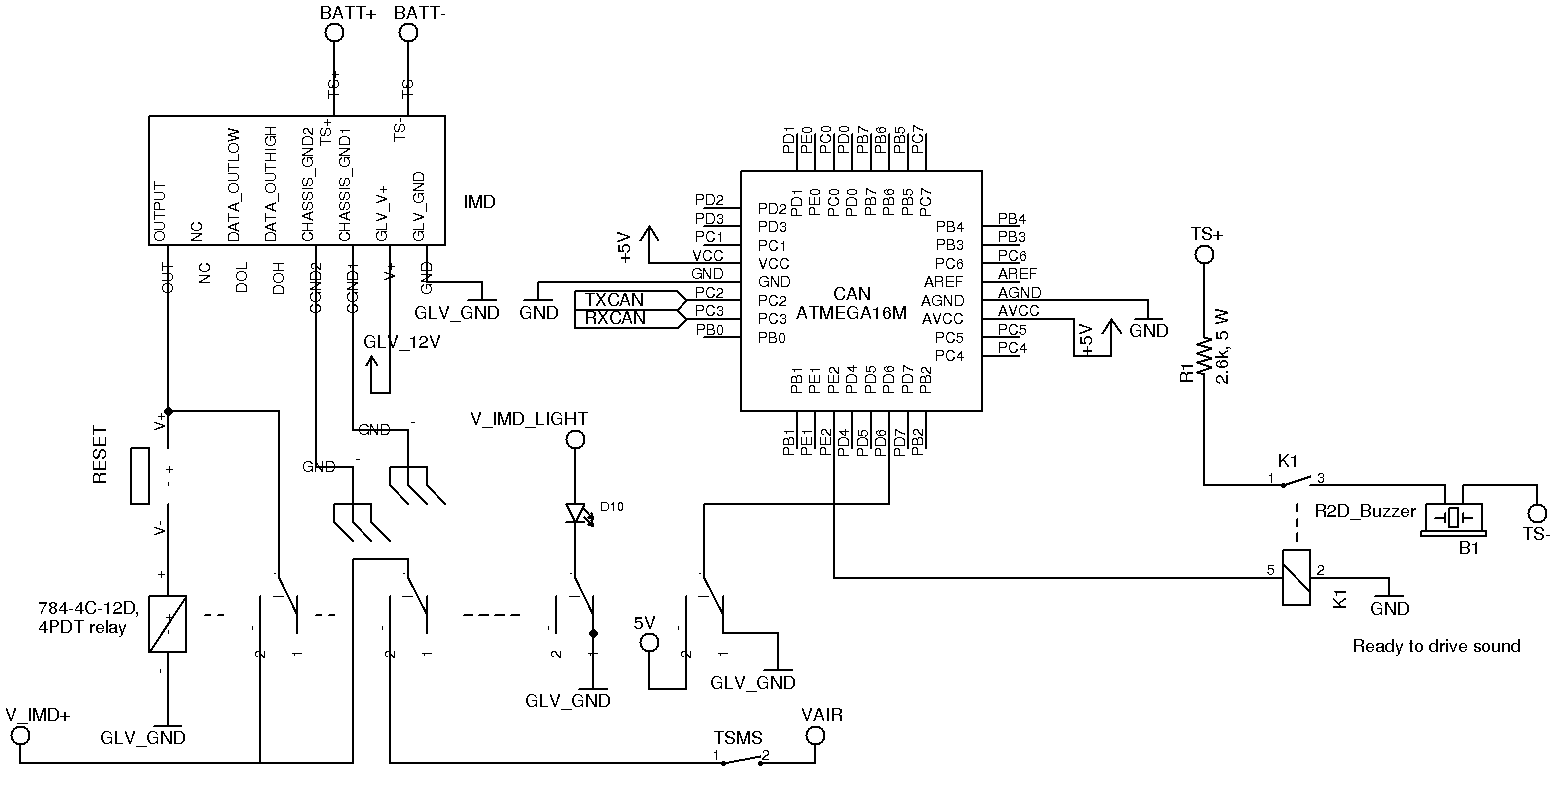 BATT+
BATT-
TS+
TS
TS+
TS-
OUTPUT
NC
DATA_OUTLOW
DATA_OUTHIGH
CHASSIS_GND2
CHASSIS_GND1
GLV_V+
GLV_GND
IMD
OUT
NC
DOL
DOH
CGND2
CGND1
V+
GND
GLV_GND
GLV_12V
GND
-
GND
-
V+
RESET
+
-
V-
+
784-4C-12D,
4PDT relay
+
-
-
GLV_GND
V_IMD+
2
1
2
1
V_IMD_LIGHT
D10
2
1
GLV_GND
5V
2
1
GLV_GND
TSMS
1
2
VAIR
PD1
PE0
PC0
PD0
PB7
PB6
PB5
PC7
PD1
PE0
PC0
PD0
PB7
PB6
PB5
PC7
PD2
PD3
PC1
VCC
GND
PC2
PC3
PB0
PD2
PD3
PC1
VCC
GND
PC2
PC3
PB0
+5V
GND
TXCAN
RXCAN
CAN
ATMEGA16M
PB4
PB3
PC6
AREF
AGND
AVCC
PC5
PC4
PB4
PB3
PC6
AREF
AGND
AVCC
PC5
PC4
+5V
GND
PB1
PE1
PE2
PD4
PD5
PD6
PD7
PB2
PB1
PE1
PE2
PD4
PD5
PD6
PD7
PB2
TS+
R1
2.6k, 5 W
K1
1
3
R2D_Buzzer
B1
TS-
5
2
K1
GND
Ready to drive sound